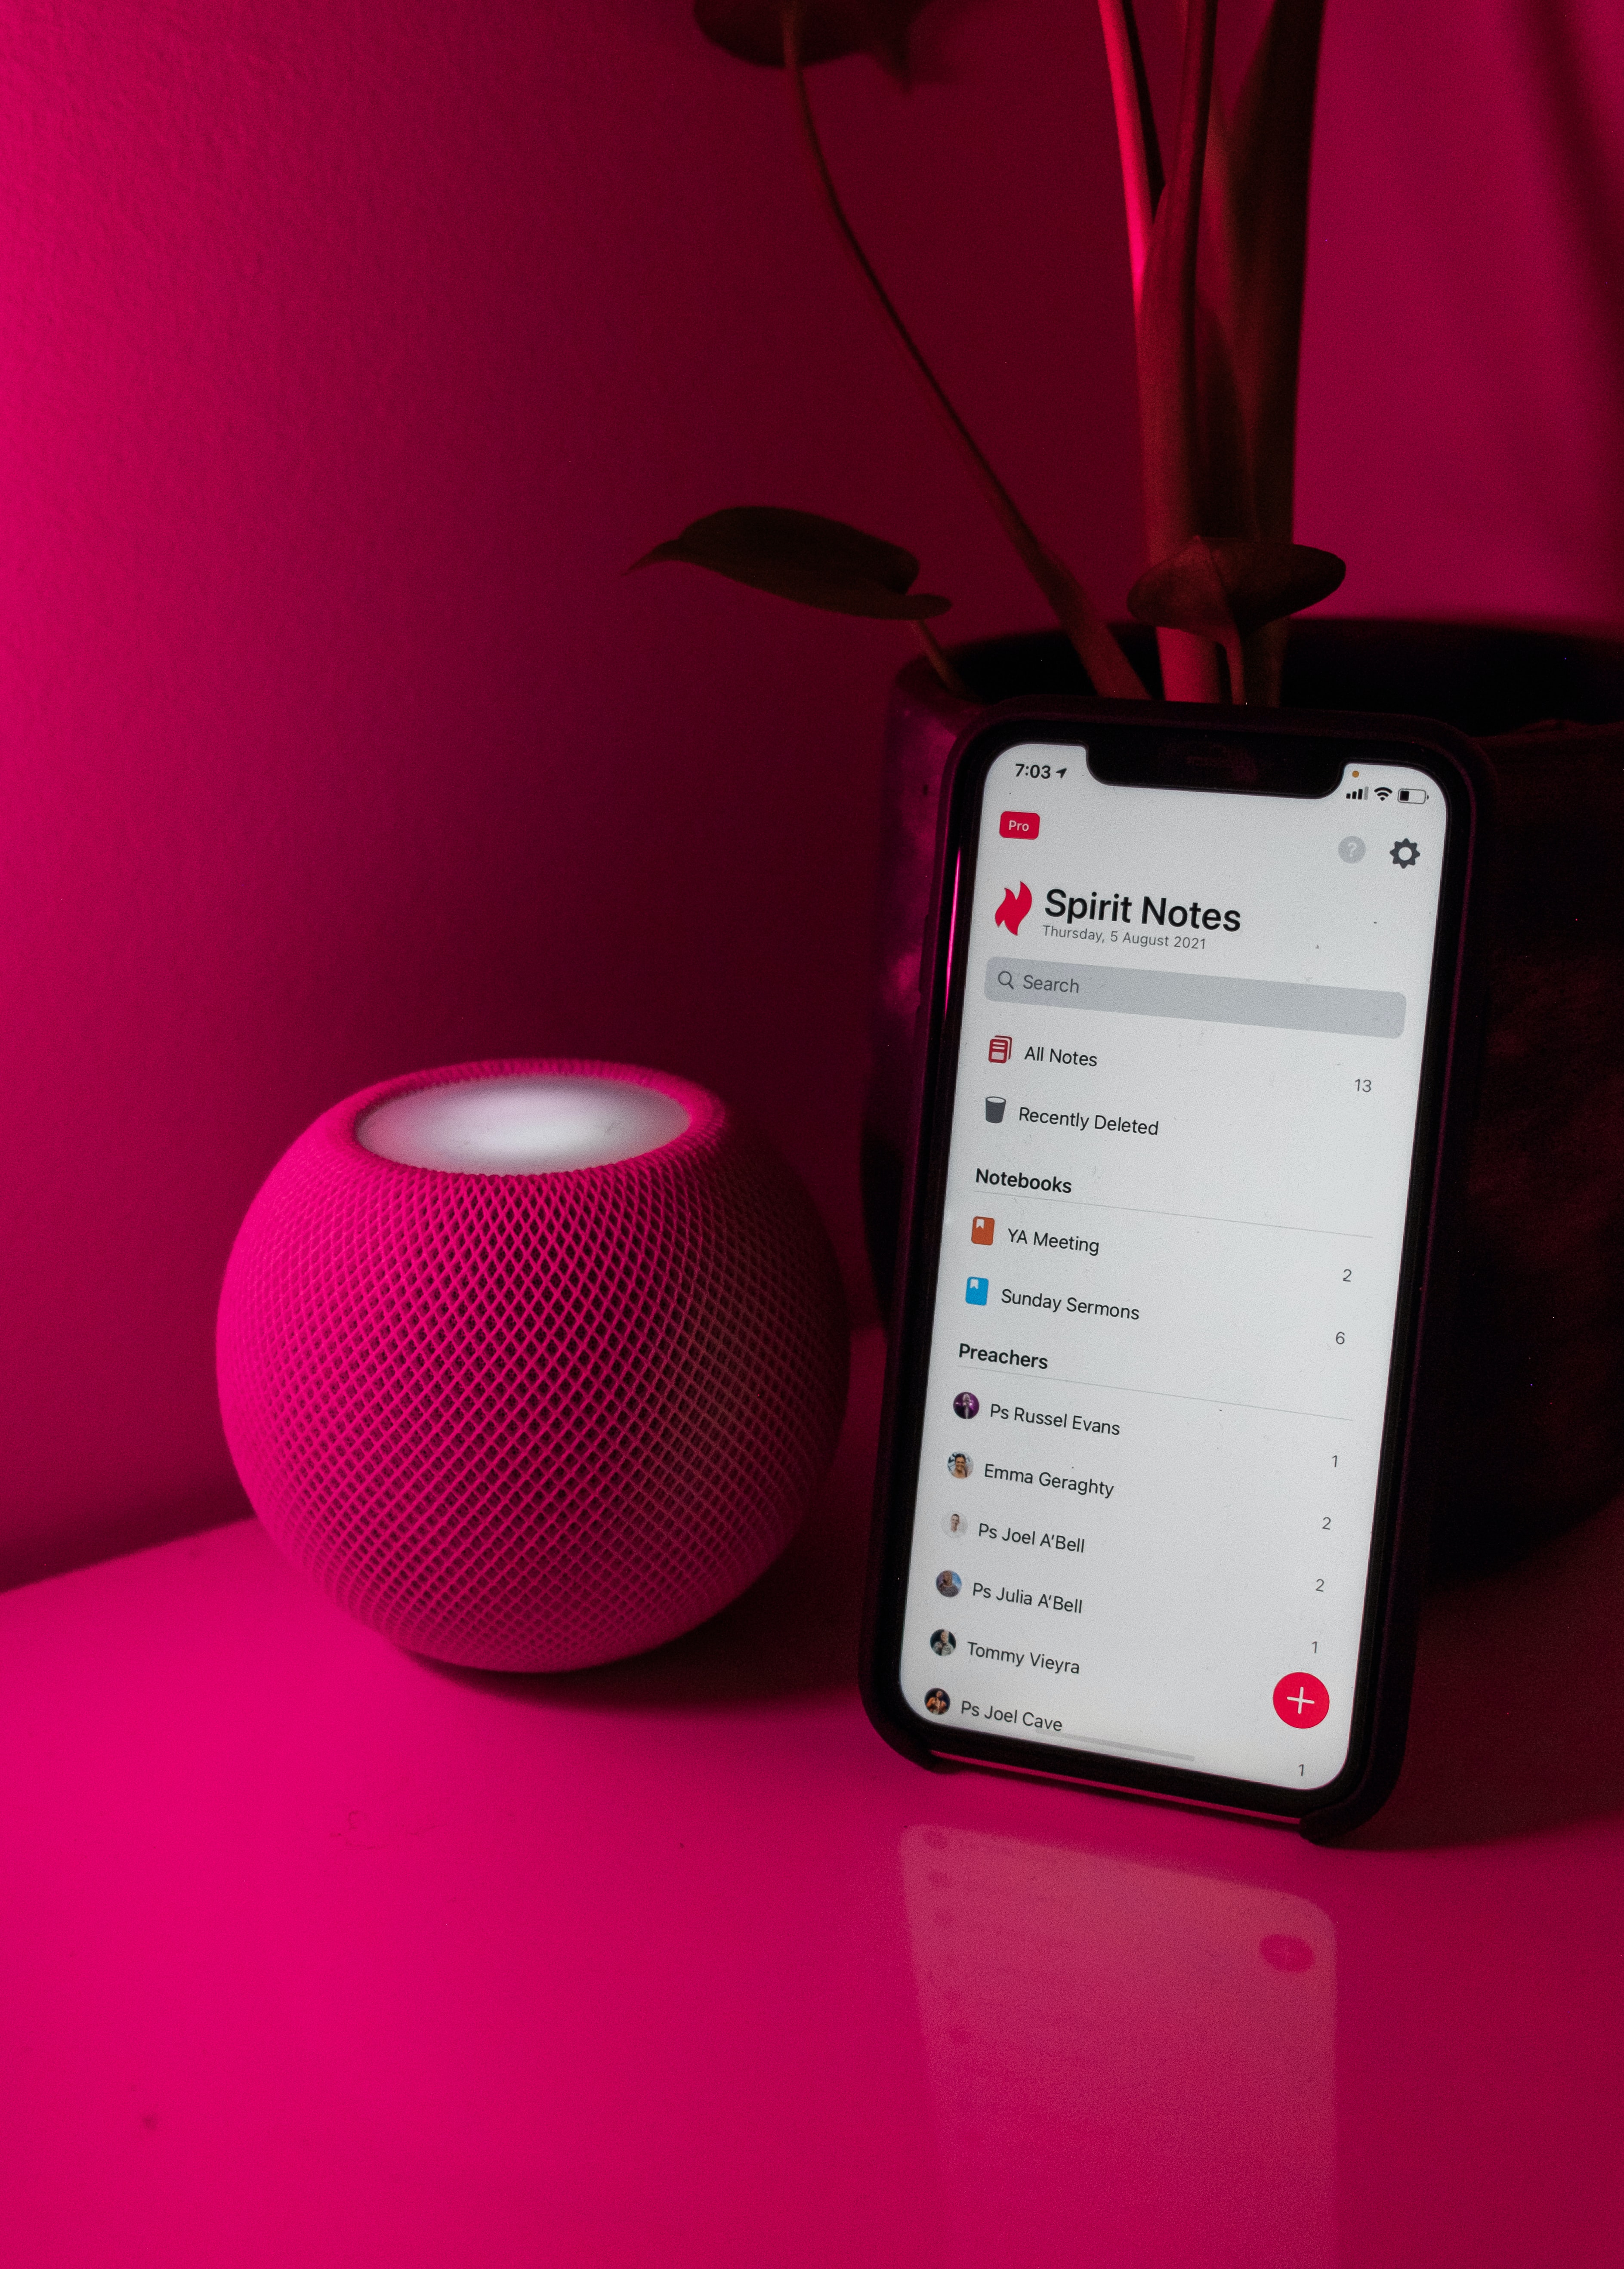 7:03
Pro
?
Spirit Notes
Thursday, 5 August 2021
Search
All Notes 13
Recently Deleted
Notebooks
YA Meeting 2
Sunday Sermons 6
Preachers
Ps Russel Evans 1
Emma Geraghty 2
Ps Joel A'Bell 2
Ps Julia A'Bell 1
Tommy Vieyra
Ps Joel Cave 1